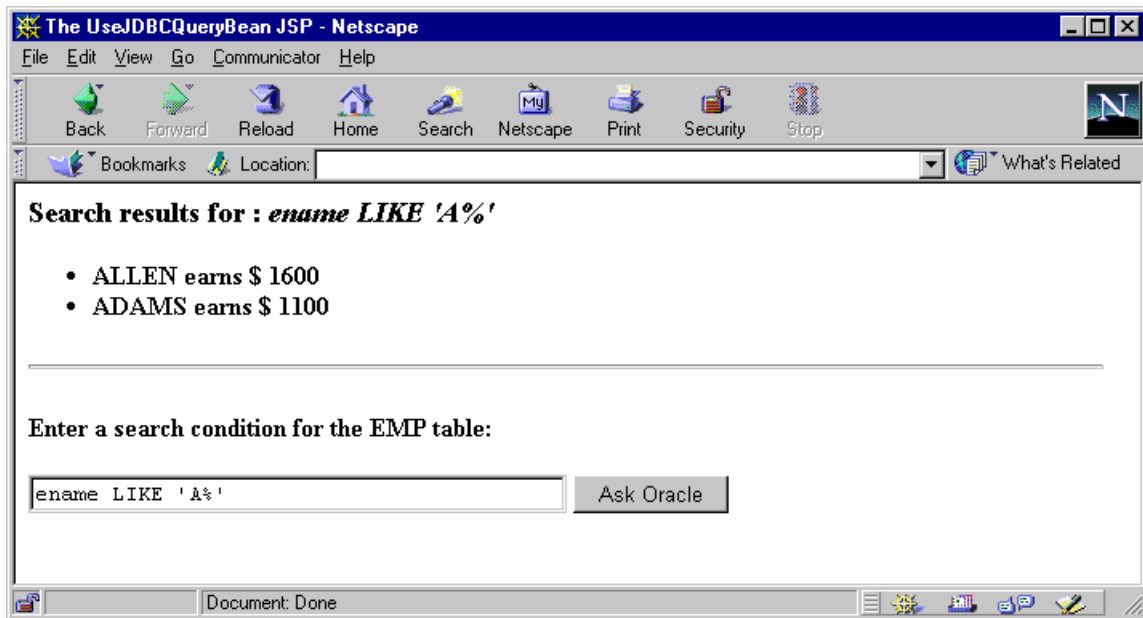 The UseJDBCQueryBean JSP - Netscape
File Edit View Go Communicator Help
My N
Back Forward Reload Home Search Netscape Print Security Stop
Bookmarks Location: What's Related
Search results for : ename LIKE 'A%'
• ALLEN earns $ 1600
• ADAMS earns $ 1100
Enter a search condition for the EMP table:
ename LIKE 'A%' Ask Oracle
Document: Done